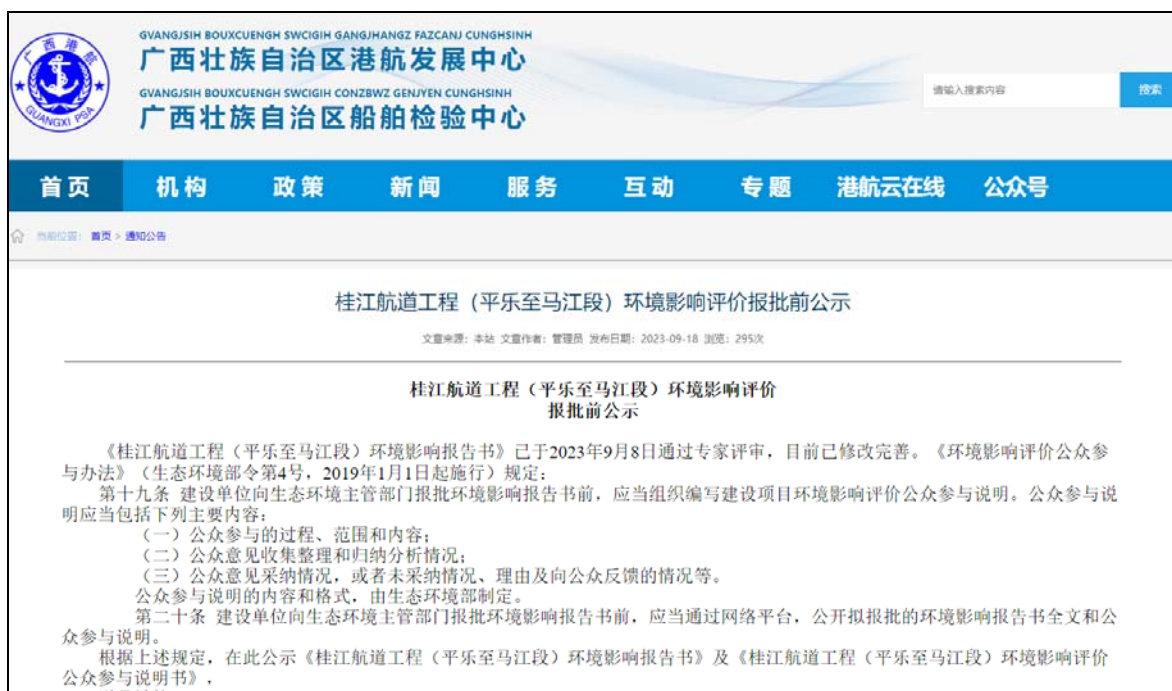 广西港航
GUANGXI PSA
GVANGJSIH BOUXCUENGH SWCIGIH GANGJHANGZ FAZCANJ CUNGHSINH
广西壮族自治区港航发展中心
GVANGJSIH BOUXCUENGH SWCIGIH CONZBWZ GENJYEN CUNGHSINH
广西壮族自治区船舶检验中心
请输入搜索内容
搜索
首页 机构 政策 新闻 服务 互动 专题 港航云在线 公众号
当前位置: 首页 > 通知公告
桂江航道工程（平乐至马江段）环境影响评价报批前公示
文章来源: 本站 文章作者: 管理员 发布日期: 2023-09-18 浏览: 295次
桂江航道工程（平乐至马江段）环境影响评价
报批前公示
《桂江航道工程（平乐至马江段）环境影响报告书》已于2023年9月8日通过专家评审，目前已修改完善。《环境影响评价公众参
与办法》（生态环境部令第4号，2019年1月1日起施行）规定：
第十九条 建设单位向生态环境主管部门报批环境影响报告书前，应当组织编写建设项目环境影响评价公众参与说明。公众参与说
明应当包括下列主要内容：
（一）公众参与的过程、范围和内容；
（二）公众意见收集整理和归纳分析情况；
（三）公众意见采纳情况，或者未采纳情况、理由及向公众反馈的情况等。
公众参与说明的内容和格式，由生态环境部制定。
第二十条 建设单位向生态环境主管部门报批环境影响报告书前，应当通过网络平台，公开拟报批的环境影响报告书全文和公
众参与说明。
根据上述规定，在此公示《桂江航道工程（平乐至马江段）环境影响报告书》及《桂江航道工程（平乐至马江段）环境影响评价
公众参与说明书》，